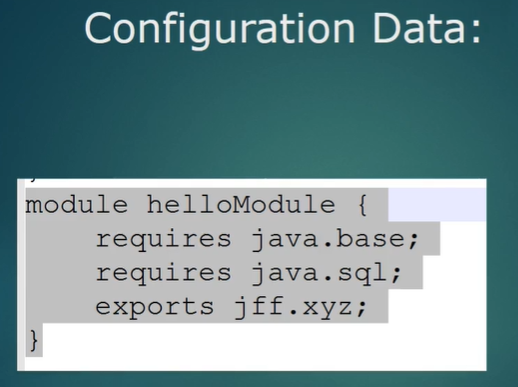 Configuration Data:
module helloModule {
requires java.base;
requires java.sql;
exports jff.xyz;
}